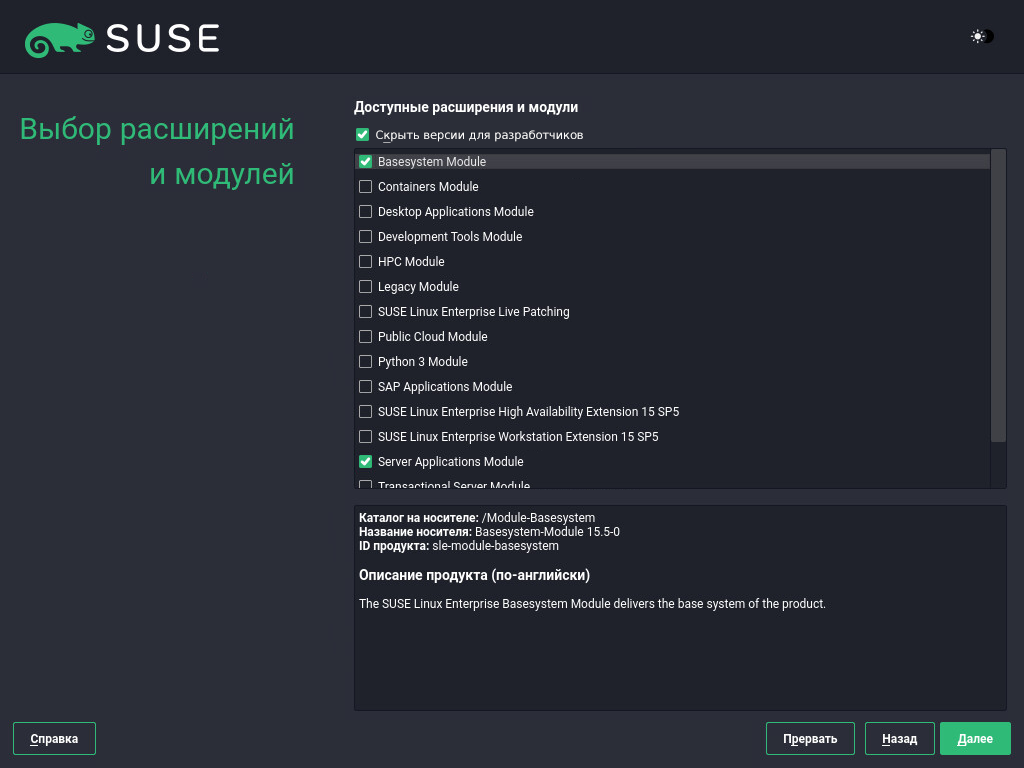 SUSE
Выбор расширений
и модулей
Доступные расширения и модули
Скрыть версии для разработчиков
Basesystem Module
Containers Module
Desktop Applications Module
Development Tools Module
HPC Module
Legacy Module
SUSE Linux Enterprise Live Patching
Public Cloud Module
Python 3 Module
SAP Applications Module
SUSE Linux Enterprise High Availability Extension 15 SP5
SUSE Linux Enterprise Workstation Extension 15 SP5
Server Applications Module
Transactional Server Module
Каталог на носителе: /Module-Basesystem
Название носителя: Basesystem-Module 15.5-0
ID продукта: sle-module-basesystem
Описание продукта (по-английски)
The SUSE Linux Enterprise Basesystem Module delivers the base system of the product.
Справка
Прервать
Назад
Далее